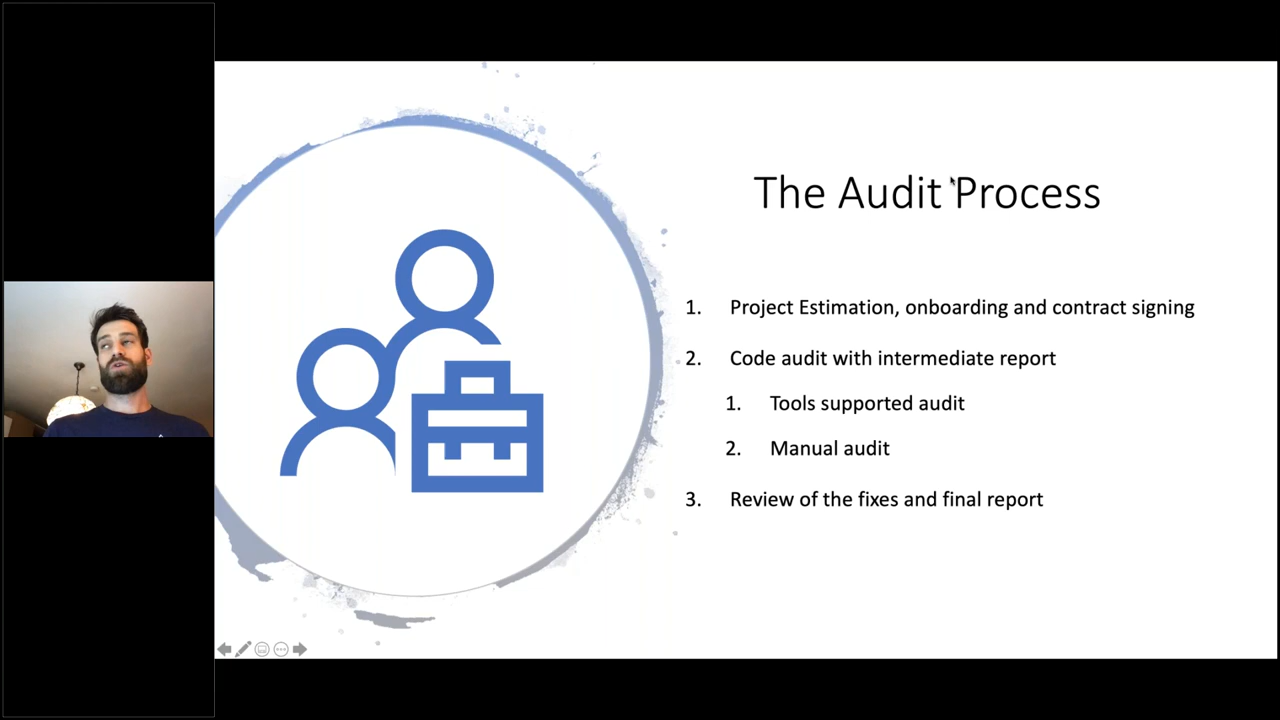 The Audit Process
1. Project Estimation, onboarding and contract signing
2. Code audit with intermediate report
1. Tools supported audit
2. Manual audit
3. Review of the fixes and final report